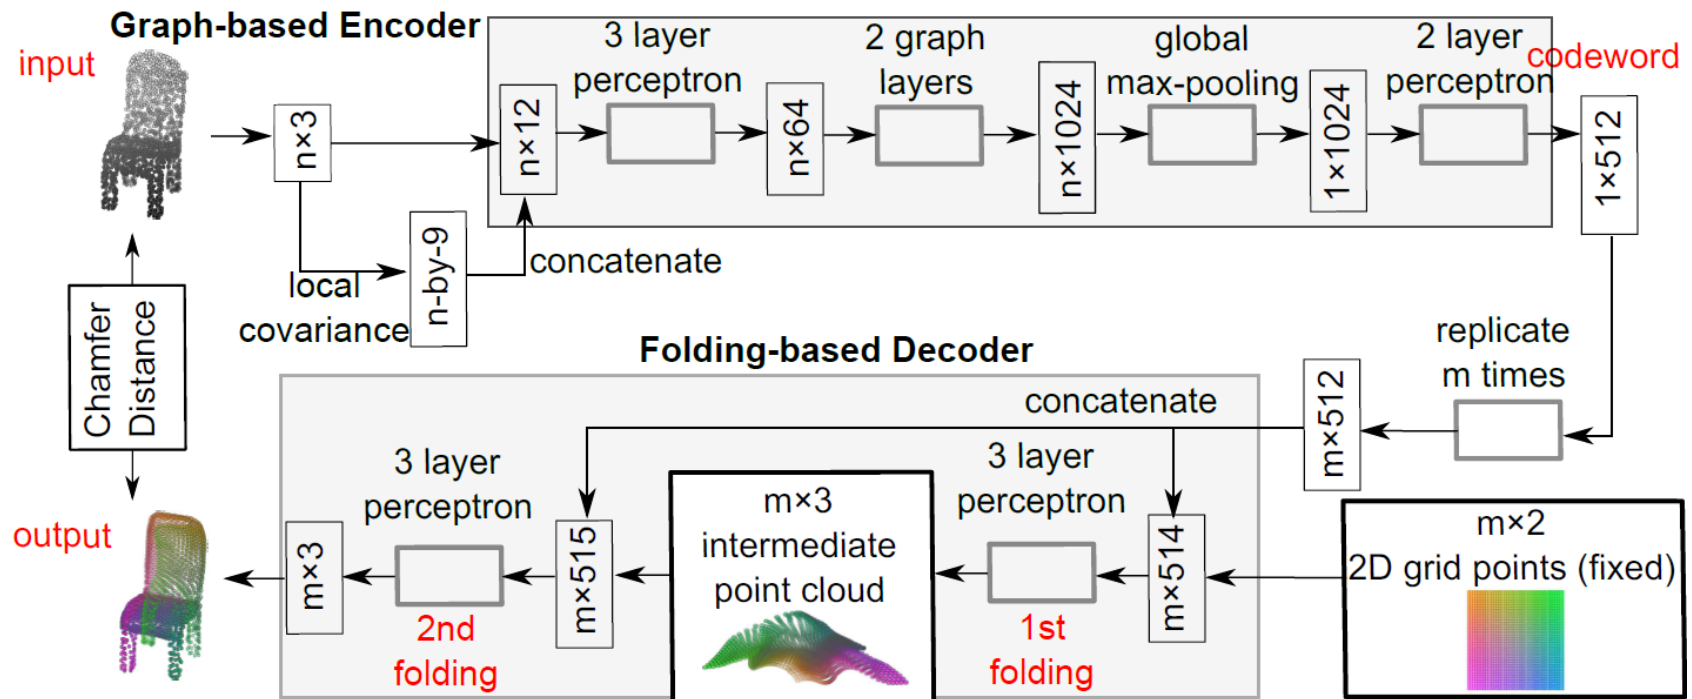 Graph-based Encoder
input
n×3
local
covariance
n-by-9
concatenate
n×12
3 layer
perceptron
n×64
2 graph
layers
n×1024
global
max-pooling
1×1024
2 layer
perceptron
codeword
1×512
replicate
m times
m×512
Folding-based Decoder
concatenate
m×2
2D grid points (fixed)
m×514
3 layer
perceptron
1st
folding
m×3
intermediate
point cloud
m×515
3 layer
perceptron
2nd
folding
m×3
output
Chamfer
Distance